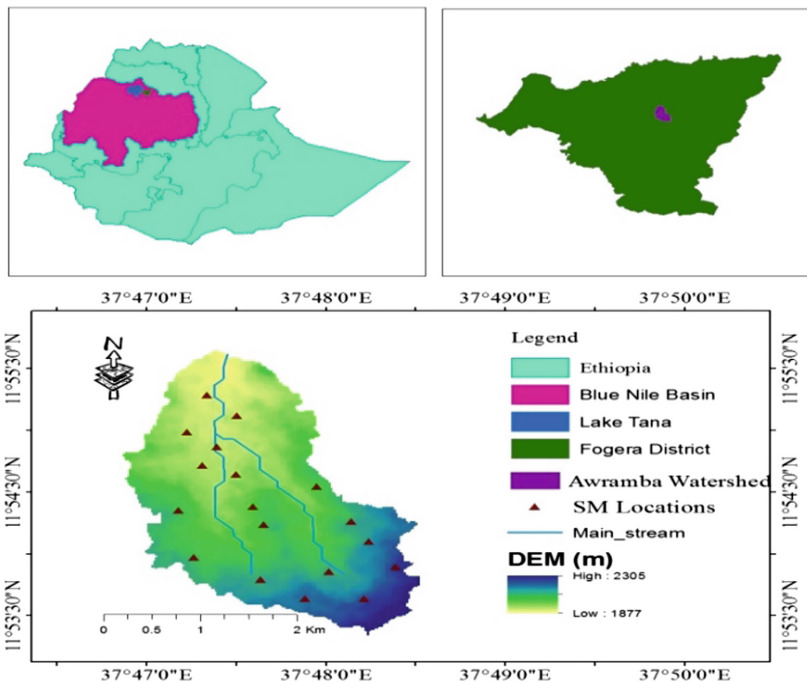 37°47'0"E 37°48'0"E 37°49'0"E 37°50'0"E
N
11°55'30"N
11°54'30"N
11°53'30"N
11°55'30"N
11°54'30"N
11°53'30"N
Legend
Ethiopia
Blue Nile Basin
Lake Tana
Fogera District
Awramba Watershed
SM Locations
Main_stream
DEM (m)
High : 2305
Low : 1877
0 0.5 1 2 Km
37°47'0"E 37°48'0"E 37°49'0"E 37°50'0"E